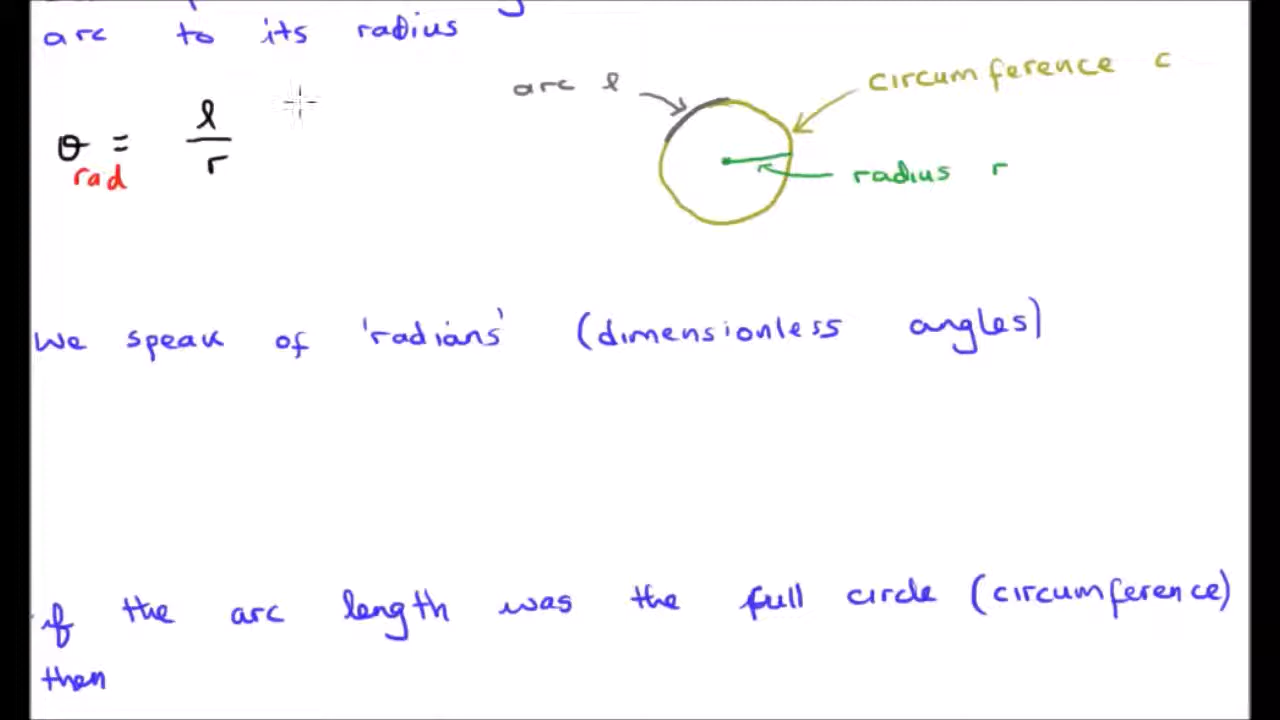 arc to its radius
arc l
circumference c
θ = l
rad r
radius r
We speak of 'radians' (dimensionless angles)
if the arc length was the full circle (circumference)
then